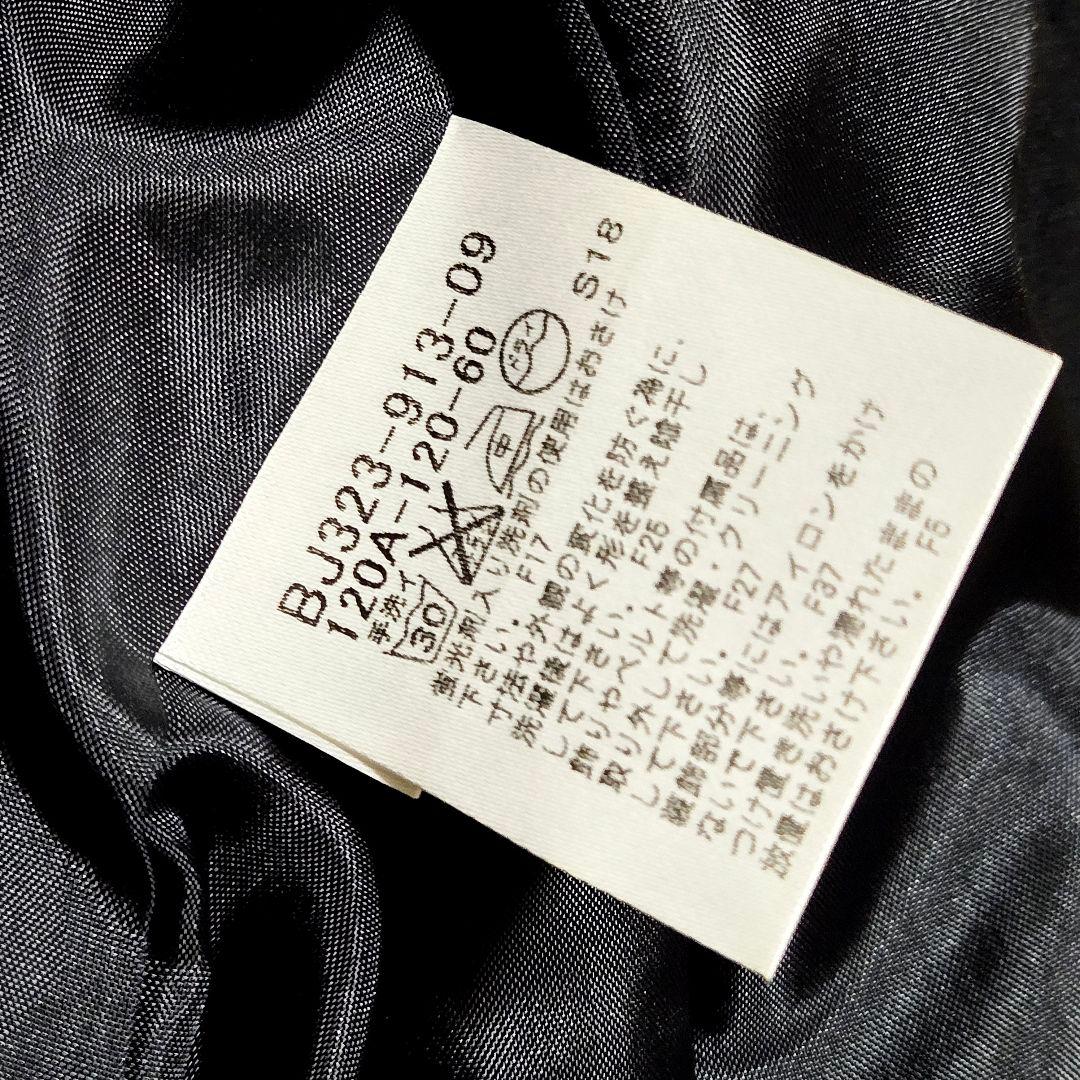 BJ323-913-09
120A-120-60
手洗イ
30
中
ドライ
S18
蛍光剤入り洗剤の使用はおさけ
下さい。 F17
寸法や外観の変化を防ぐ為に、
洗濯後はよく形を整え陰干し
して下さい。 F25
飾りやベルト等の付属品は、
取り外して洗濯・クリーニング
して下さい。 F27
繊飾部分等にはアイロンをかけ
ないで下さい。 F37
つけ置き洗いや濡れたままの
放置はおさけ下さい。 F5